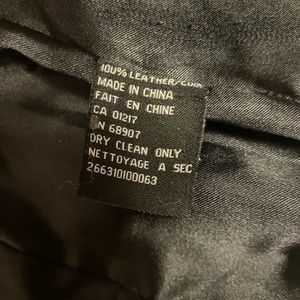 100% LEATHER/CUIR
MADE IN CHINA
FAIT EN CHINE
CA 01217
RN 68907
DRY CLEAN ONLY
NETTOYAGE A SEC
266310100063